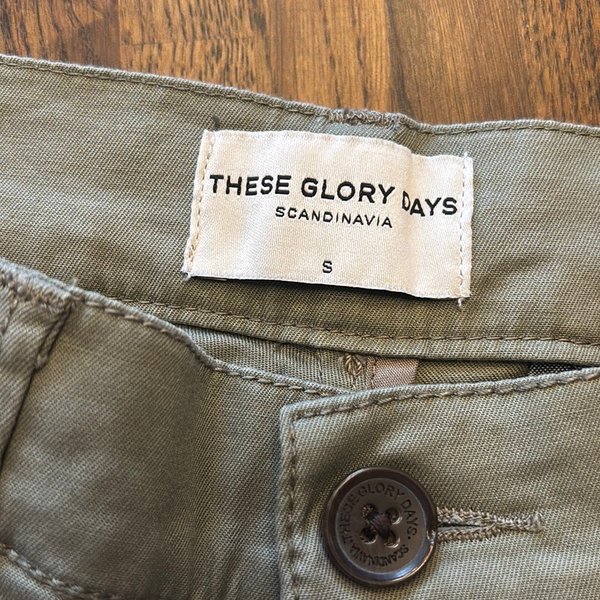 THESE GLORY DAYS
SCANDINAVIA
S
·THESE GLORY DAYS·
SCANDINAVIA